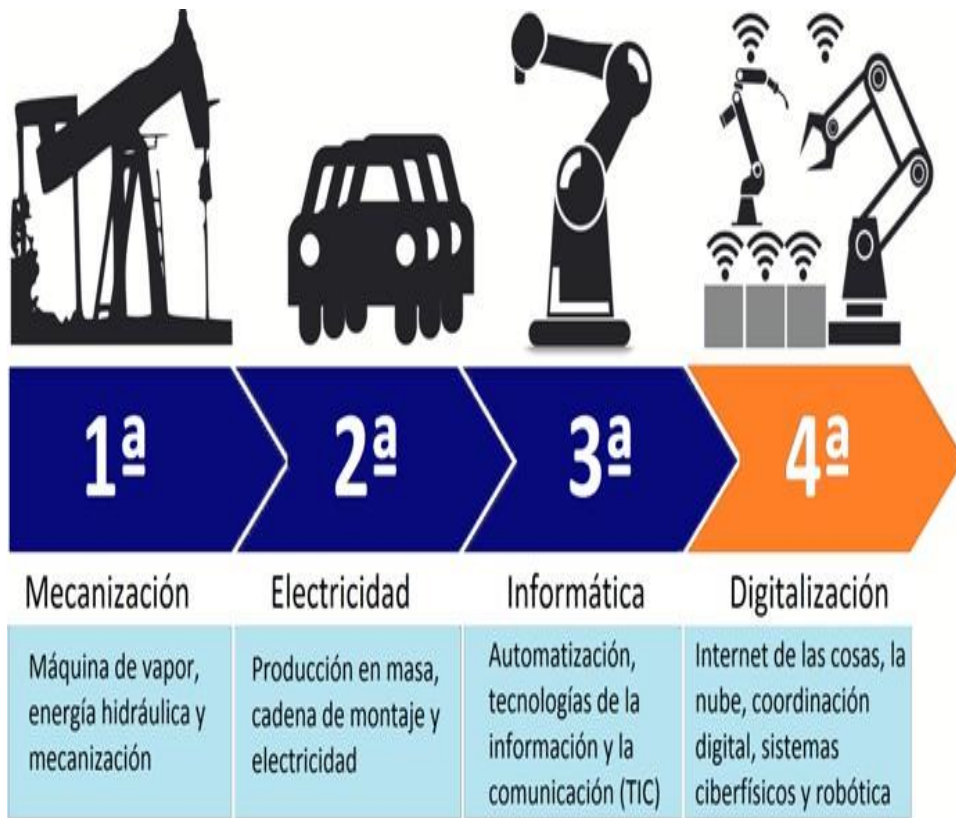 1ª
2ª
3ª
4ª
Mecanización
Electricidad
Informática
Digitalización
Máquina de vapor,
energía hidráulica y
mecanización
Producción en masa,
cadena de montaje y
electricidad
Automatización,
tecnologías de la
información y la
comunicación (TIC)
Internet de las cosas, la
nube, coordinación
digital, sistemas
ciberfísicos y robótica